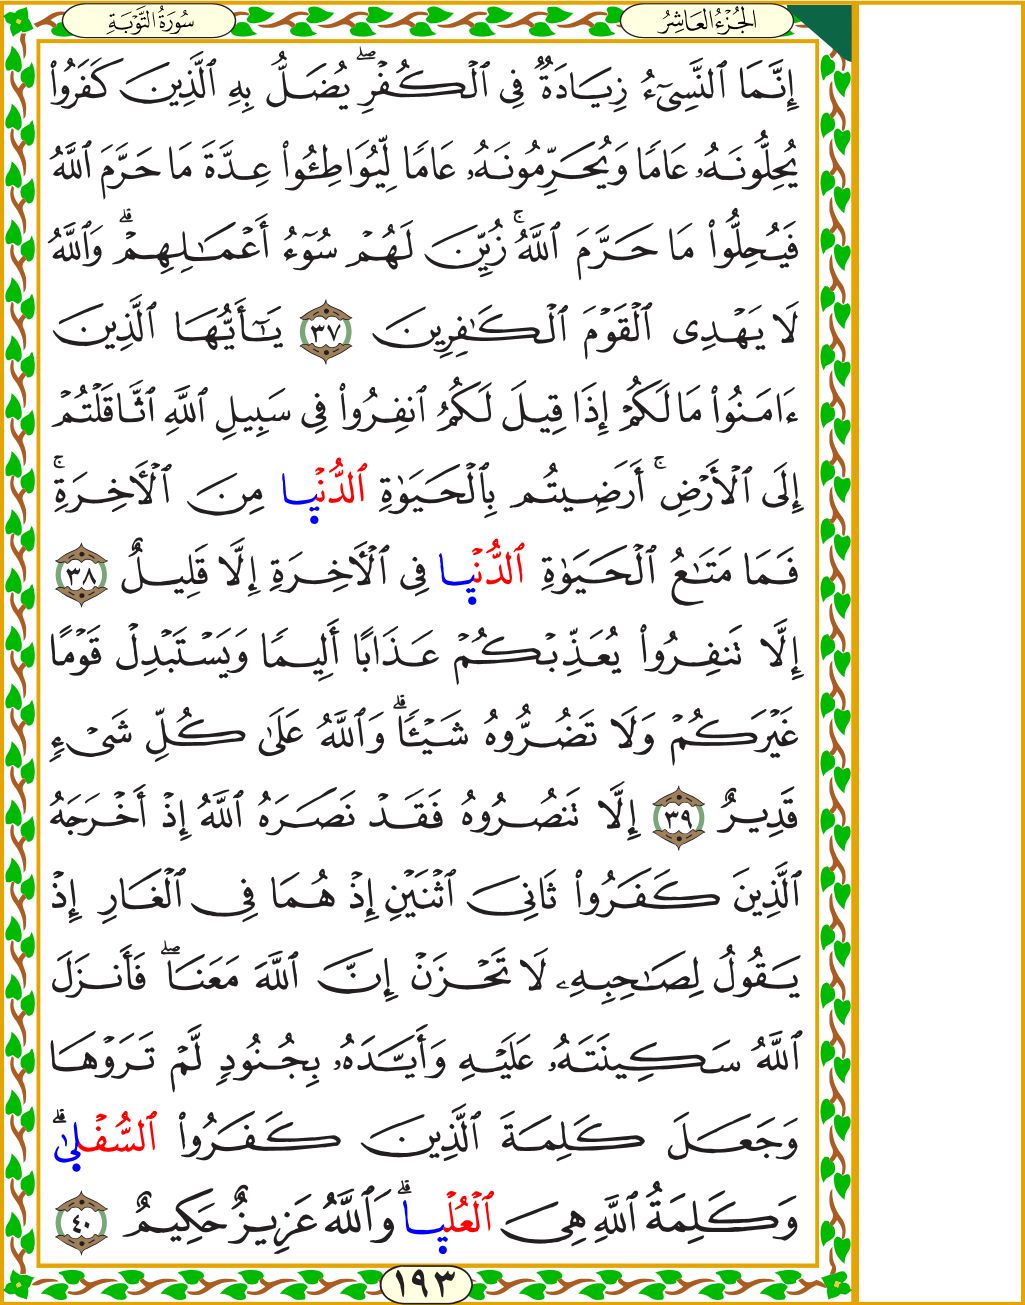 الجُزْءُ العَاشِرُ
سُورَةُ التَّوْبَةِ
إِنَّمَا ٱلنَّسِىٓءُ زِيَادَةٌ فِى ٱلْكُفْرِ ۖ يُضَلُّ بِهِ ٱلَّذِينَ كَفَرُوا۟
يُحِلُّونَهُۥ عَامًا وَيُحَرِّمُونَهُۥ عَامًا لِّيُوَاطِـُٔوا۟ عِدَّةَ مَا حَرَّمَ ٱللَّهُ
فَيُحِلُّوا۟ مَا حَرَّمَ ٱللَّهُ ۚ زُيِّنَ لَهُمْ سُوٓءُ أَعْمَـٰلِهِمْ ۗ وَٱللَّهُ
لَا يَهْدِى ٱلْقَوْمَ ٱلْكَـٰفِرِينَ ٣٧ يَـٰٓأَيُّهَا ٱلَّذِينَ
ءَامَنُوا۟ مَا لَكُمْ إِذَا قِيلَ لَكُمُ ٱنفِرُوا۟ فِى سَبِيلِ ٱللَّهِ ٱثَّاقَلْتُمْ
إِلَى ٱلْأَرْضِ ۚ أَرَضِيتُم بِٱلْحَيَوٰةِ ٱلدُّنْيا مِنَ ٱلْأَخِرَةِ ۚ
فَمَا مَتَـٰعُ ٱلْحَيَوٰةِ ٱلدُّنْيا فِى ٱلْأَخِرَةِ إِلَّا قَلِيلٌ ٣٨
إِلَّا تَنفِرُوا۟ يُعَذِّبْكُمْ عَذَابًا أَلِيمًا وَيَسْتَبْدِلْ قَوْمًا
غَيْرَكُمْ وَلَا تَضُرُّوهُ شَيْـًٔا ۗ وَٱللَّهُ عَلَىٰ كُلِّ شَىْءٍ
قَدِيرٌ ٣٩ إِلَّا تَنصُرُوهُ فَقَدْ نَصَرَهُ ٱللَّهُ إِذْ أَخْرَجَهُ
ٱلَّذِينَ كَفَرُوا۟ ثَانِىَ ٱثْنَيْنِ إِذْ هُمَا فِى ٱلْغَارِ إِذْ
يَقُولُ لِصَـٰحِبِهِۦ لَا تَحْزَنْ إِنَّ ٱللَّهَ مَعَنَا ۖ فَأَنزَلَ
ٱللَّهُ سَكِينَتَهُۥ عَلَيْهِ وَأَيَّدَهُۥ بِجُنُودٍ لَّمْ تَرَوْهَا
وَجَعَلَ كَلِمَةَ ٱلَّذِينَ كَفَرُوا۟ ٱلسُّفْلىٰ ۗ
وَكَلِمَةُ ٱللَّهِ هِىَ ٱلْعُلْيا ۗ وَٱللَّهُ عَزِيزٌ حَكِيمٌ ٤٠
١٩٣